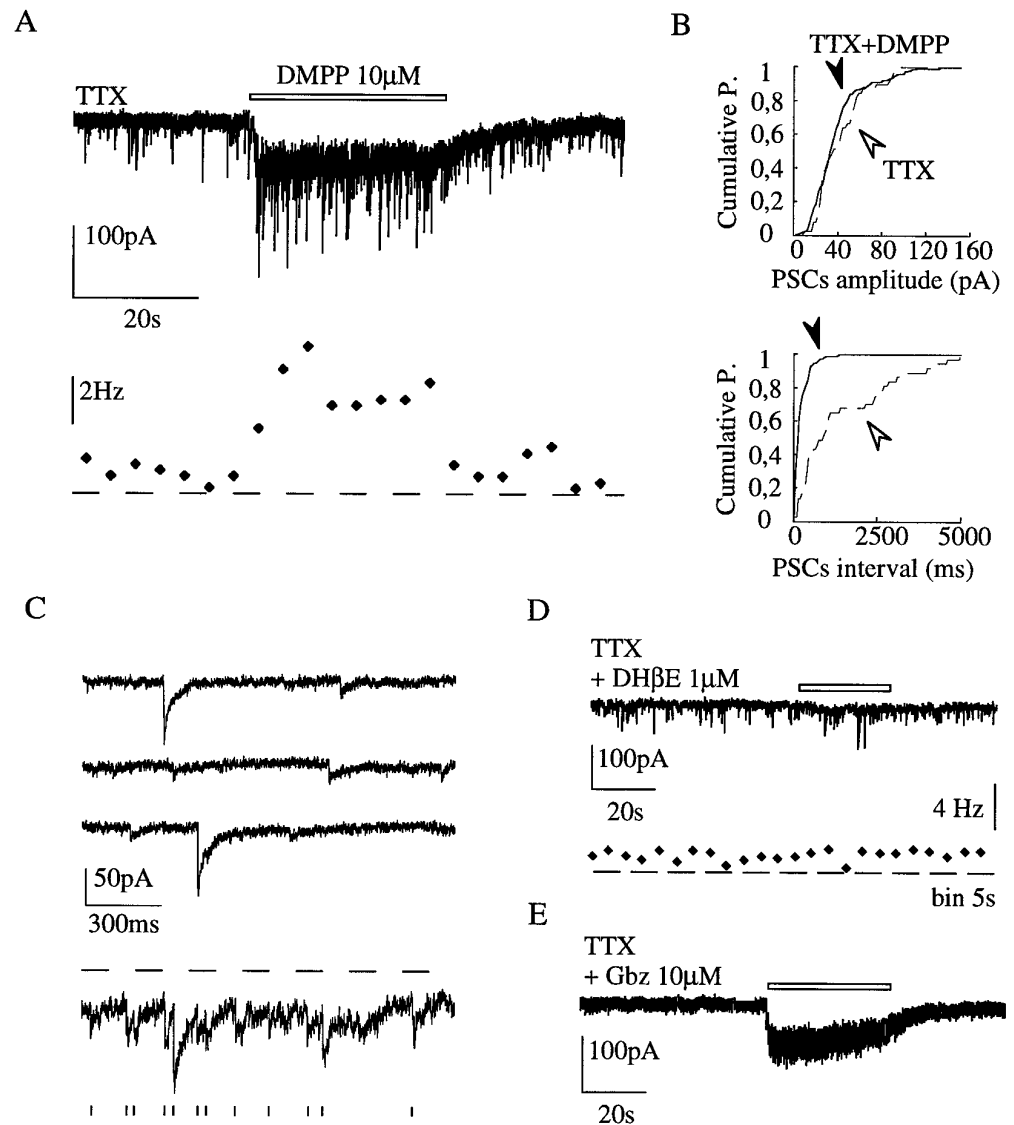 A
DMPP 10µM
TTX
100pA
20s
2Hz
B
TTX+DMPP
Cumulative P.
1
0,8
0,6
0,4
0,2
0
TTX
0 40 80 120 160
PSCs amplitude (pA)
Cumulative P.
1
0,8
0,6
0,4
0,2
0
0 2500 5000
PSCs interval (ms)
C
50pA
300ms
D
TTX
+ DHβE 1µM
100pA
20s
4 Hz
bin 5s
E
TTX
+ Gbz 10µM
100pA
20s